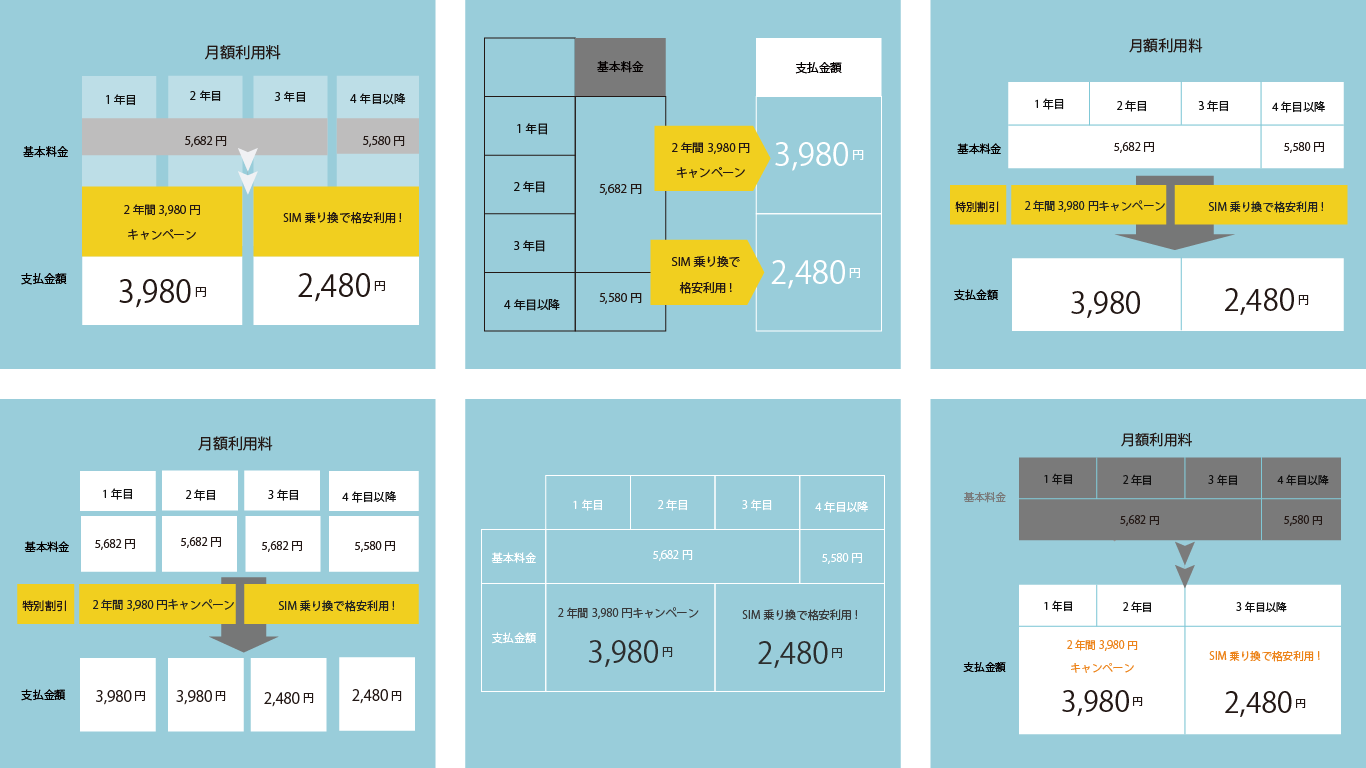 月額利用料
1年目 2年目 3年目 4年目以降
基本料金 5,682円 5,580円
2年間3,980円
キャンペーン
SIM乗り換で格安利用!
支払金額 3,980円 2,480円
基本料金 支払金額
1年目
2年目
3年目
4年目以降
5,682円
5,580円
2年間3,980円
キャンペーン
3,980円
SIM乗り換で
格安利用!
2,480円
月額利用料
1年目 2年目 3年目 4年目以降
基本料金 5,682円 5,580円
特別割引 2年間3,980円キャンペーン SIM乗り換で格安利用!
支払金額 3,980 2,480円
月額利用料
1年目 2年目 3年目 4年目以降
基本料金 5,682円 5,682円 5,682円 5,580円
特別割引 2年間3,980円キャンペーン SIM乗り換で格安利用!
支払金額 3,980円 3,980円 2,480円 2,480円
1年目 2年目 3年目 4年目以降
基本料金 5,682円 5,580円
2年間3,980円キャンペーン SIM乗り換で格安利用!
支払金額 3,980円 2,480円
月額利用料
1年目 2年目 3年目 4年目以降
基本料金
5,682円 5,580円
1年目 2年目 3年目以降
2年間3,980円
キャンペーン
SIM乗り換で格安利用!
支払金額
3,980円 2,480円